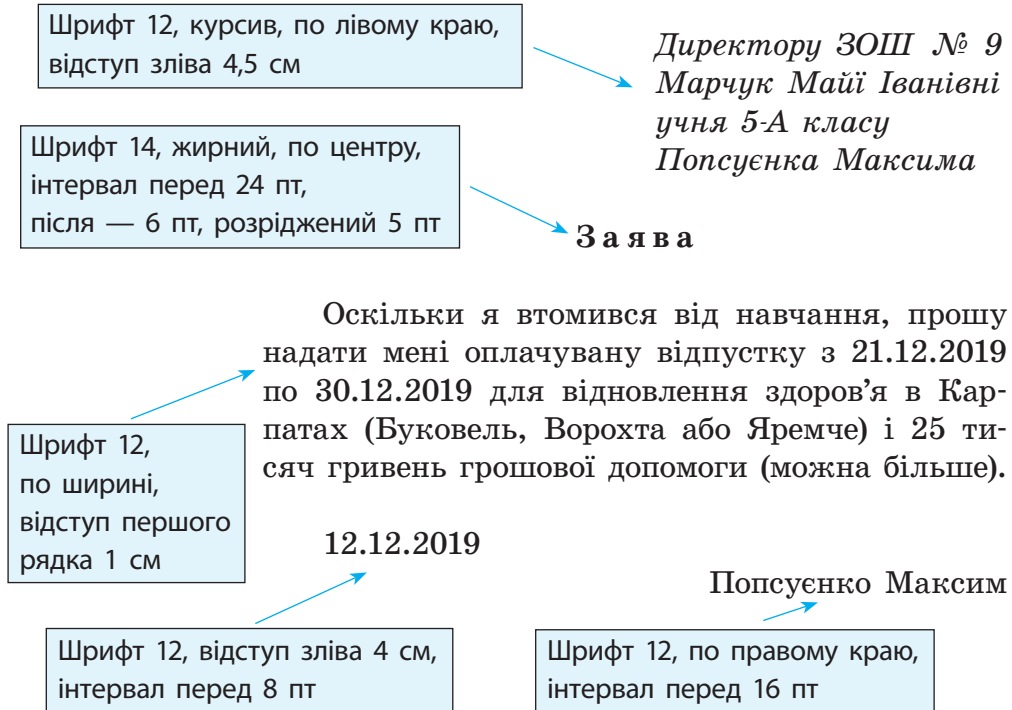 Шрифт 12, курсив, по лівому краю,
відступ зліва 4,5 см
Директору ЗОШ № 9
Марчук Майї Іванівні
учня 5-А класу
Попсуєнка Максима
Шрифт 14, жирний, по центру,
інтервал перед 24 пт,
після — 6 пт, розріджений 5 пт
Заява
Оскільки я втомився від навчання, прошу
надати мені оплачувану відпустку з 21.12.2019
по 30.12.2019 для відновлення здоров’я в Кар-
патах (Буковель, Ворохта або Яремче) і 25 ти-
сяч гривень грошової допомоги (можна більше).
Шрифт 12,
по ширині,
відступ першого
рядка 1 см
12.12.2019
Попсуєнко Максим
Шрифт 12, відступ зліва 4 см,
інтервал перед 8 пт
Шрифт 12, по правому краю,
інтервал перед 16 пт